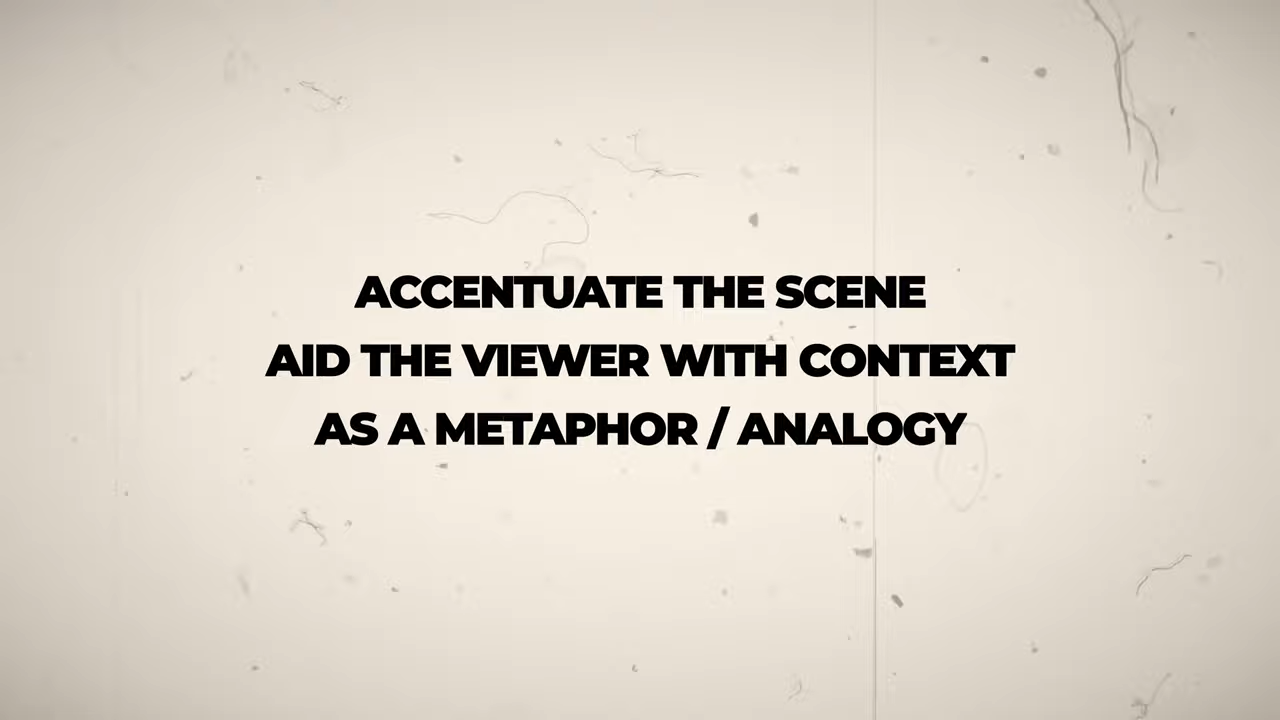 ACCENTUATE THE SCENE
AID THE VIEWER WITH CONTEXT
AS A METAPHOR / ANALOGY